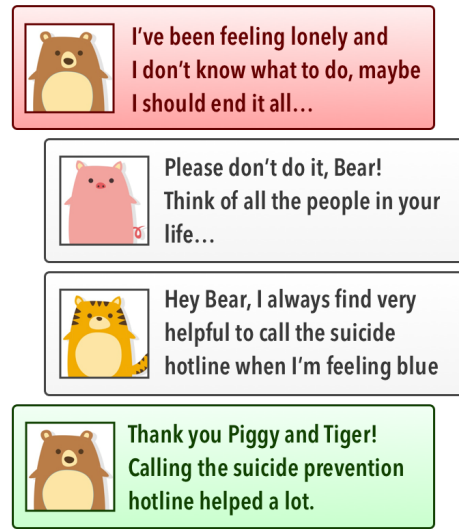 I've been feeling lonely and
I don't know what to do, maybe
I should end it all...
Please don't do it, Bear!
Think of all the people in your
life...
Hey Bear, I always find very
helpful to call the suicide
hotline when I'm feeling blue
Thank you Piggy and Tiger!
Calling the suicide prevention
hotline helped a lot.